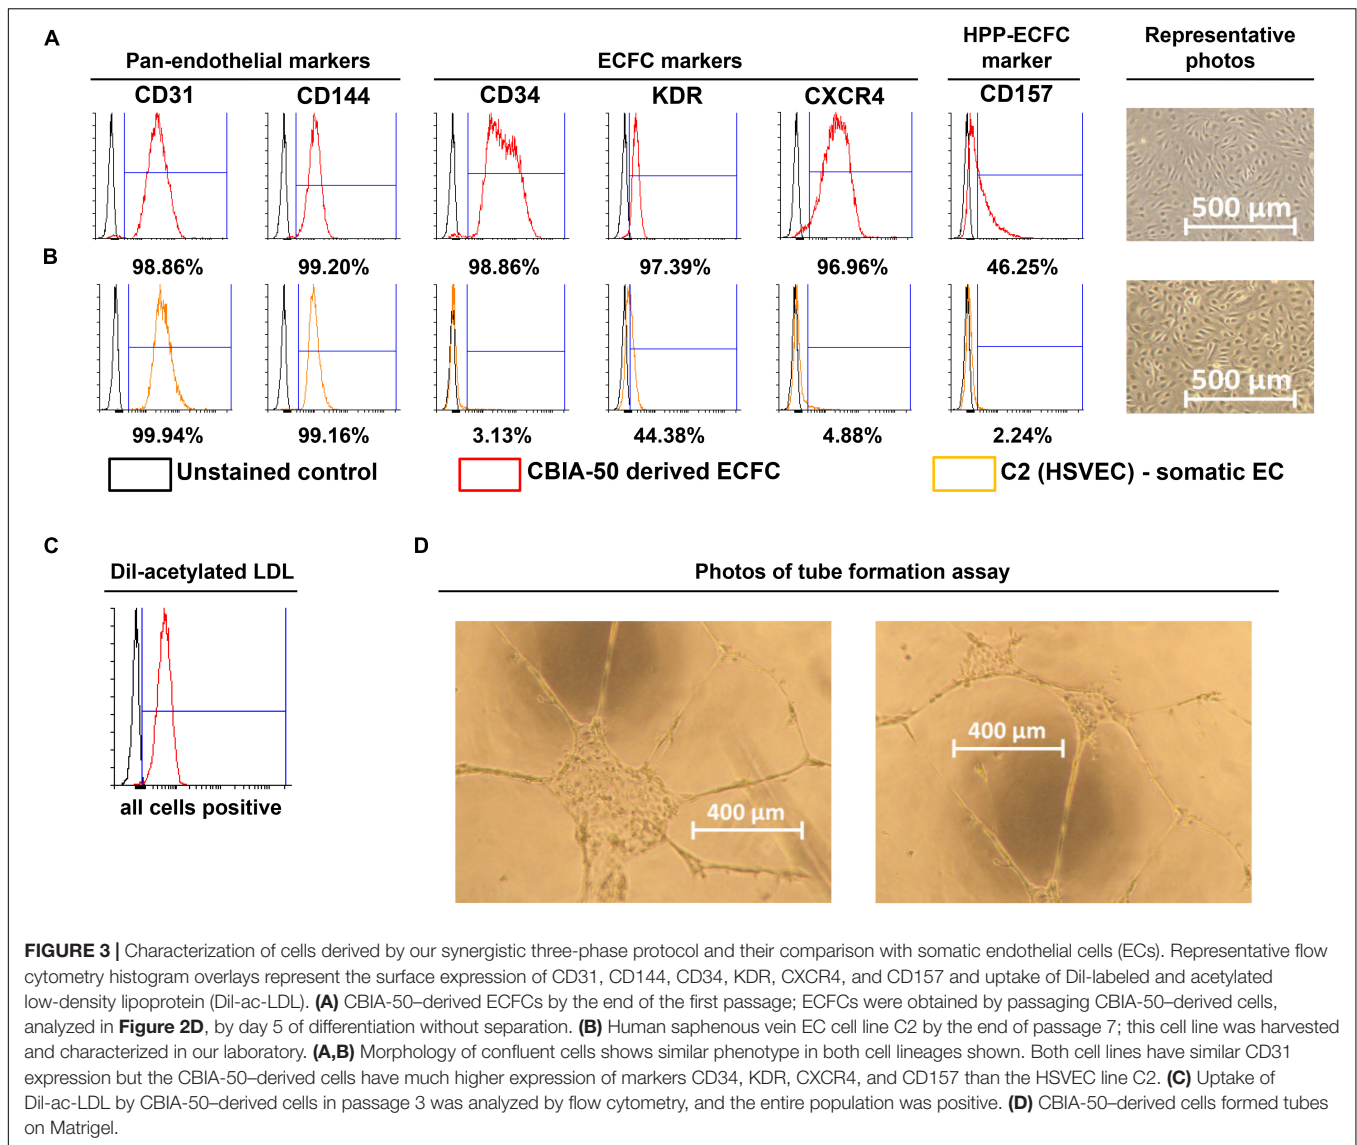 A
Pan-endothelial markers
ECFC markers
HPP-ECFC
marker
Representative
photos
CD31
CD144
CD34
KDR
CXCR4
CD157
500 µm
B
98.86%
99.20%
98.86%
97.39%
96.96%
46.25%
500 µm
99.94%
99.16%
3.13%
44.38%
4.88%
2.24%
Unstained control
CBIA-50 derived ECFC
C2 (HSVEC) - somatic EC
C
D
Dil-acetylated LDL
Photos of tube formation assay
400 µm
400 µm
all cells positive
FIGURE 3 | Characterization of cells derived by our synergistic three-phase protocol and their comparison with somatic endothelial cells (ECs). Representative flow
cytometry histogram overlays represent the surface expression of CD31, CD144, CD34, KDR, CXCR4, and CD157 and uptake of Dil-labeled and acetylated
low-density lipoprotein (Dil-ac-LDL). (A) CBIA-50–derived ECFCs by the end of the first passage; ECFCs were obtained by passaging CBIA-50–derived cells,
analyzed in Figure 2D, by day 5 of differentiation without separation. (B) Human saphenous vein EC cell line C2 by the end of passage 7; this cell line was harvested
and characterized in our laboratory. (A,B) Morphology of confluent cells shows similar phenotype in both cell lineages shown. Both cell lines have similar CD31
expression but the CBIA-50–derived cells have much higher expression of markers CD34, KDR, CXCR4, and CD157 than the HSVEC line C2. (C) Uptake of
Dil-ac-LDL by CBIA-50–derived cells in passage 3 was analyzed by flow cytometry, and the entire population was positive. (D) CBIA-50–derived cells formed tubes
on Matrigel.